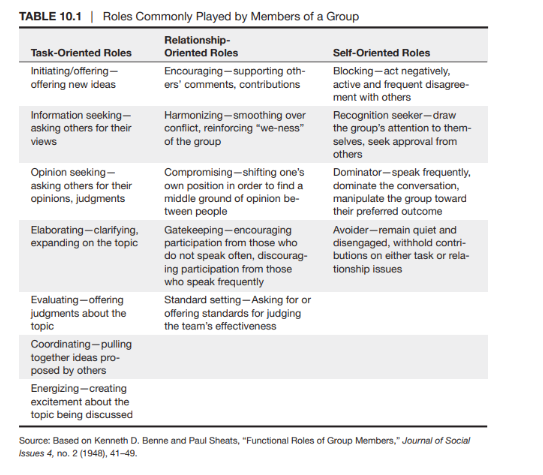 TABLE 10.1 | Roles Commonly Played by Members of a Group
Task-Oriented Roles
Relationship-
Oriented Roles
Self-Oriented Roles
Initiating/offering—
offering new ideas
Encouraging—supporting oth-
ers' comments, contributions
Blocking—act negatively,
active and frequent disagree-
ment with others
Information seeking—
asking others for their
views
Harmonizing—smoothing over
conflict, reinforcing "we-ness"
of the group
Recognition seeker—draw
the group's attention to them-
selves, seek approval from
others
Opinion seeking—
asking others for their
opinions, judgments
Compromising—shifting one's
own position in order to find a
middle ground of opinion be-
tween people
Dominator—speak frequently,
dominate the conversation,
manipulate the group toward
their preferred outcome
Elaborating—clarifying,
expanding on the topic
Gatekeeping—encouraging
participation from those who
do not speak often, discourag-
ing participation from those
who speak frequently
Avoider—remain quiet and
disengaged, withhold contri-
butions on either task or rela-
tionship issues
Evaluating—offering
judgments about the
topic
Standard setting—Asking for or
offering standards for judging
the team's effectiveness
Coordinating—pulling
together ideas pro-
posed by others
Energizing—creating
excitement about the
topic being discussed
Source: Based on Kenneth D. Benne and Paul Sheats, "Functional Roles of Group Members," Journal of Social
Issues 4, no. 2 (1948), 41–49.